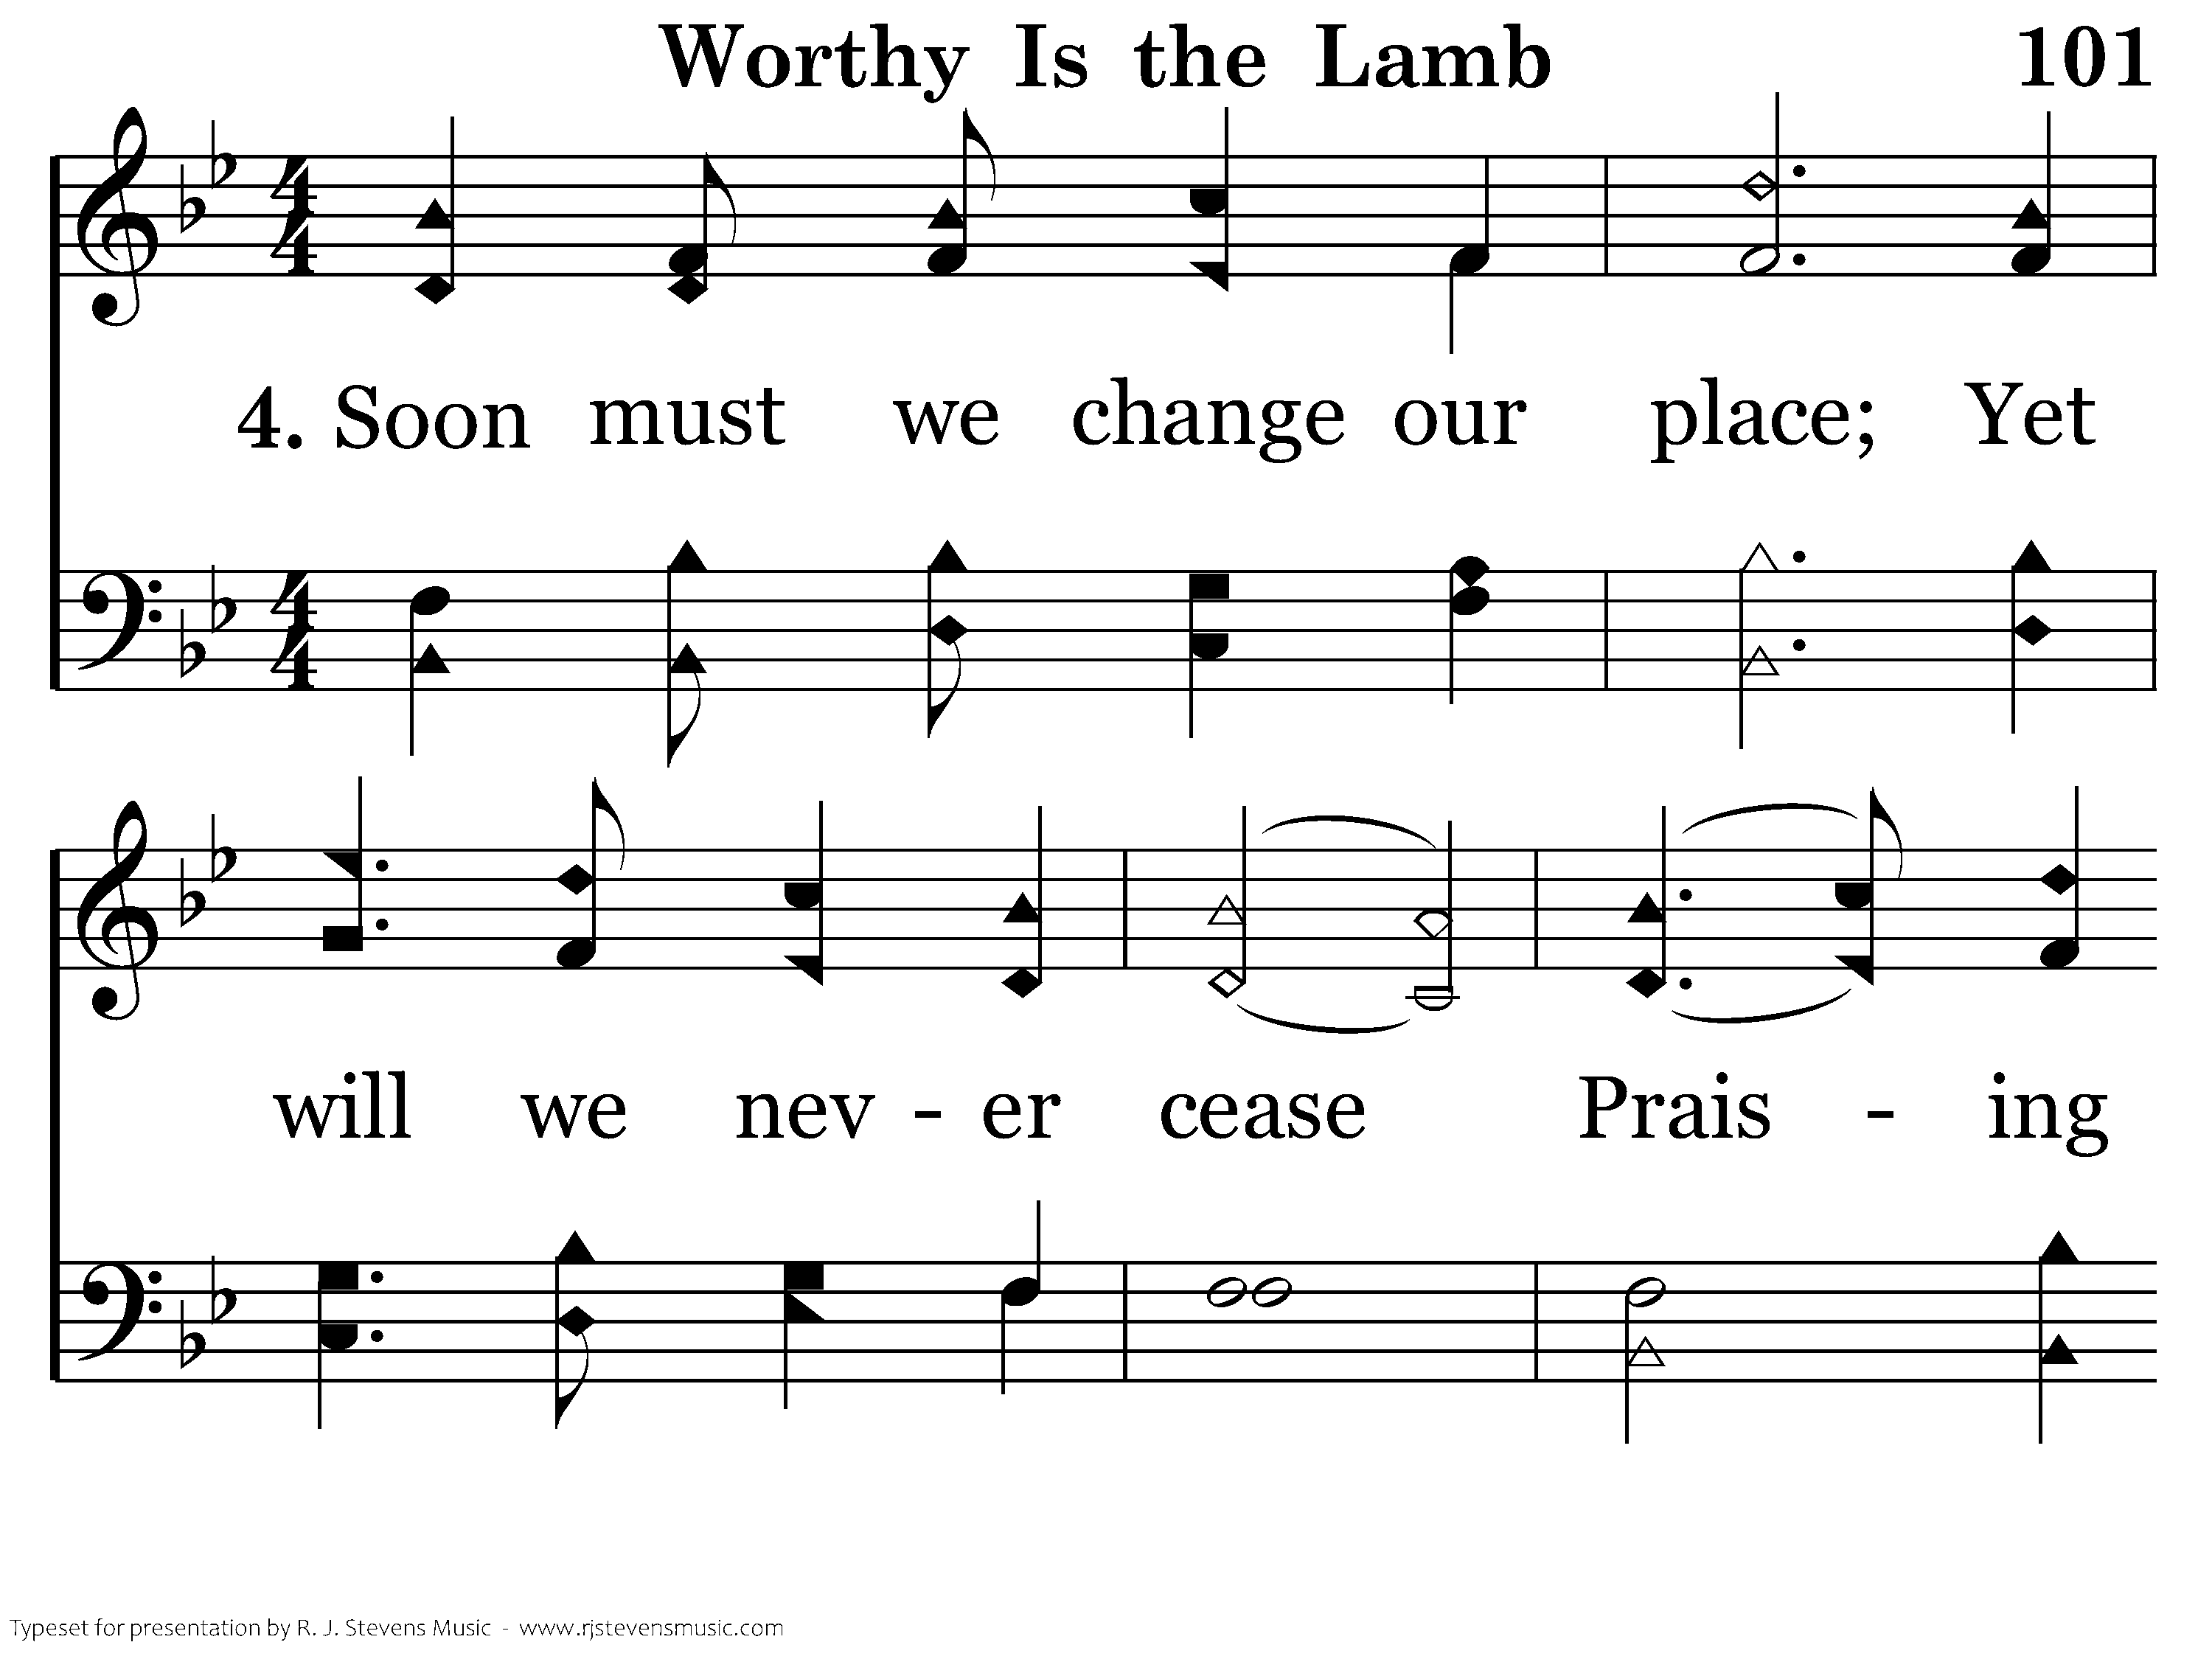 Worthy Is the Lamb 101
4. Soon must we change our place; Yet
will we nev - er cease Prais - ing
Typeset for presentation by R. J. Stevens Music - www.rjstevensmusic.com